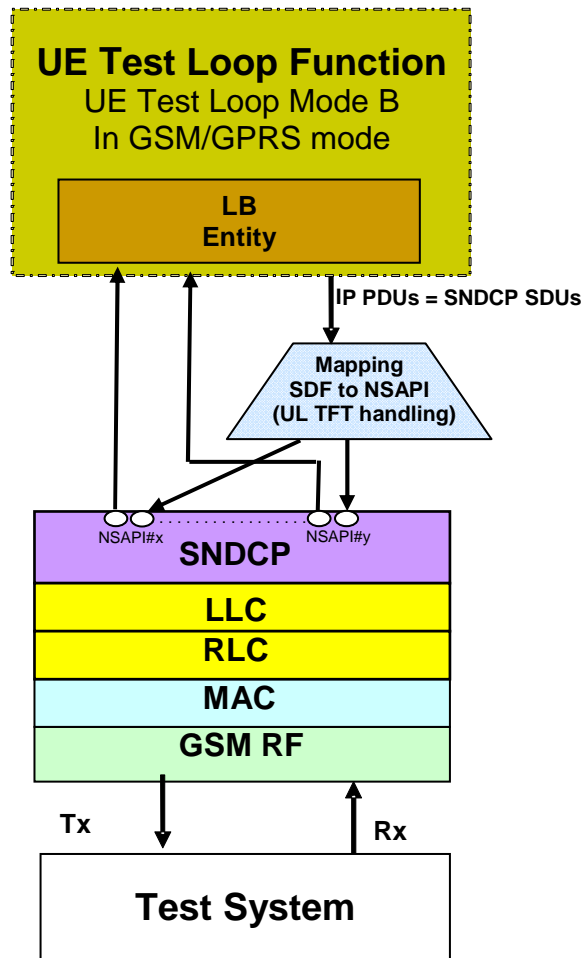 UE Test Loop Function
UE Test Loop Mode B
In GSM/GPRS mode
LB
Entity
IP PDUs = SNDCP SDUs
Mapping
SDF to NSAPI
(UL TFT handling)
NSAPI#x
NSAPI#y
SNDCP
LLC
RLC
MAC
GSM RF
Tx
Rx
Test System